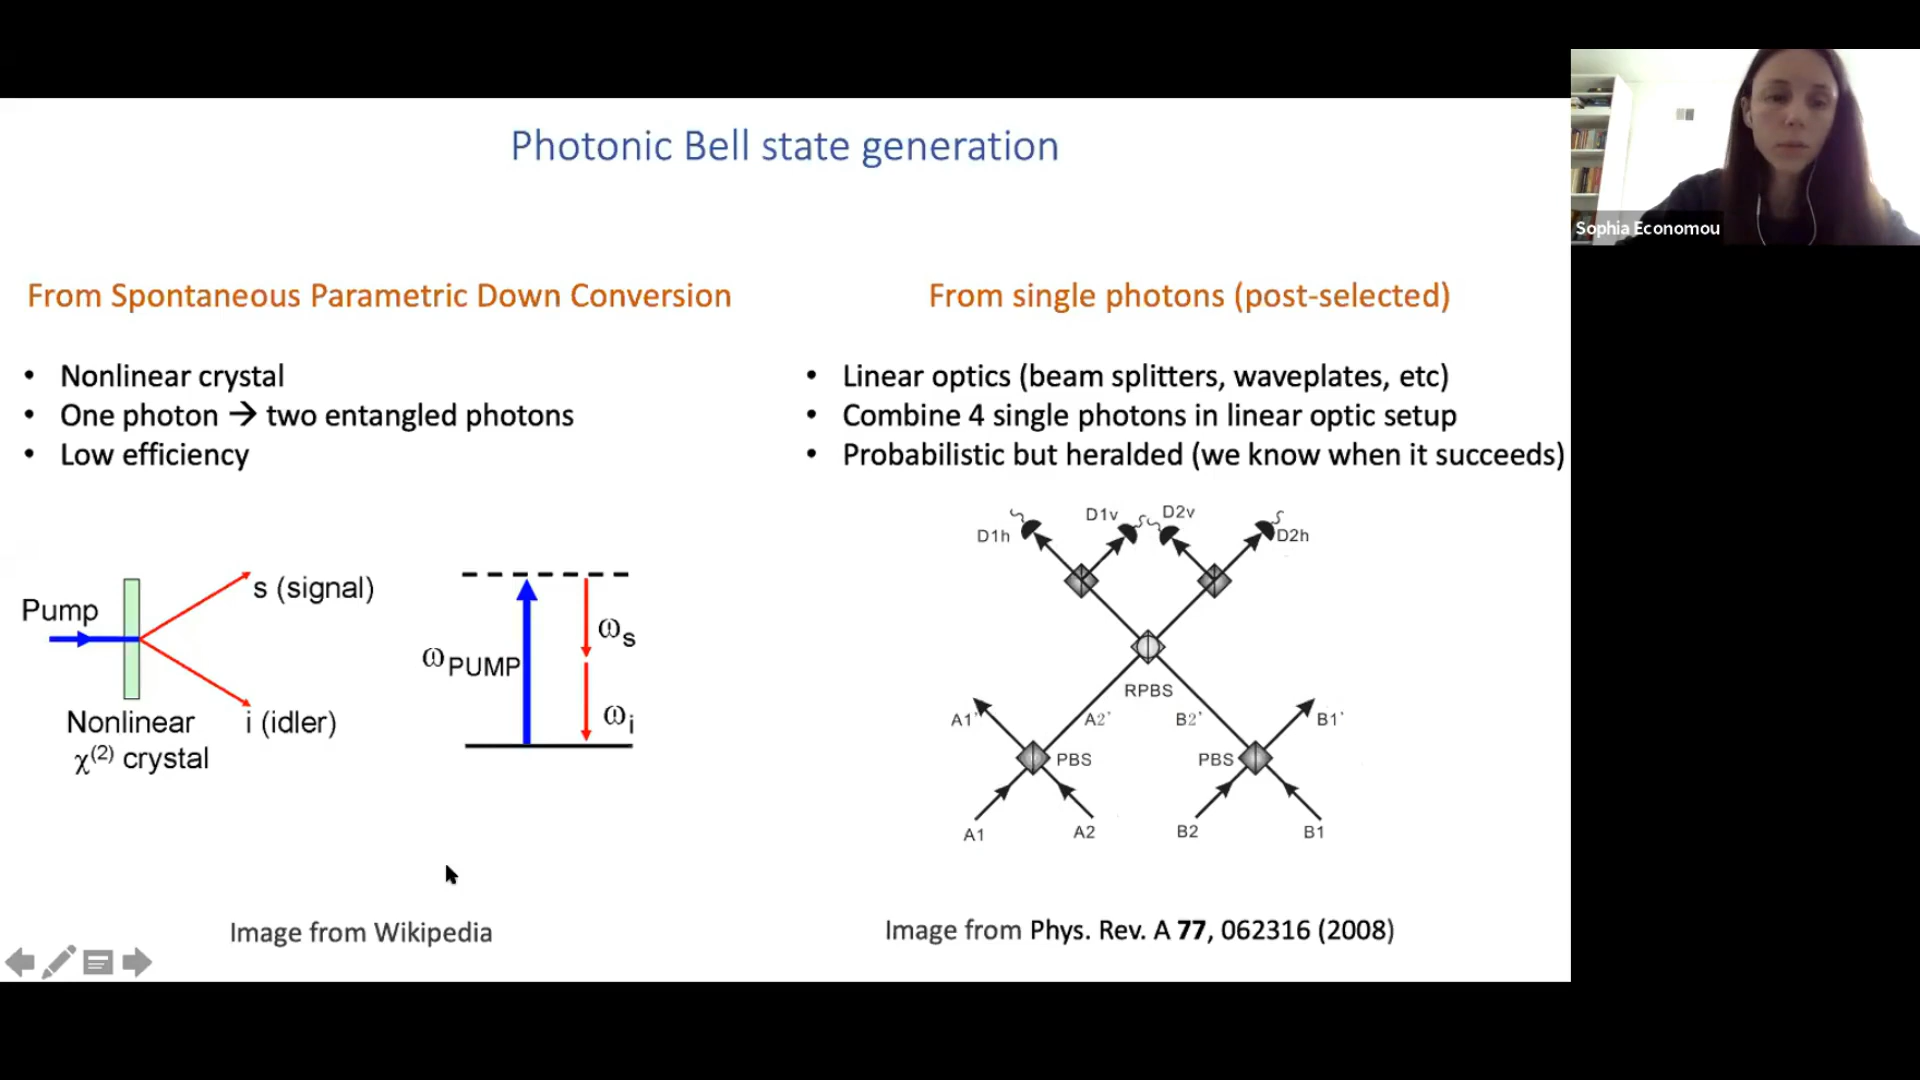 Photonic Bell state generation
Sophia Economou
From Spontaneous Parametric Down Conversion
• Nonlinear crystal
• One photon → two entangled photons
• Low efficiency
Pump
s (signal)
i (idler)
Nonlinear
χ(2) crystal
ωPUMP
ωs
ωi
Image from Wikipedia
From single photons (post-selected)
• Linear optics (beam splitters, waveplates, etc)
• Combine 4 single photons in linear optic setup
• Probabilistic but heralded (we know when it succeeds)
D1h
D1v
D2v
D2h
RPBS
A1'
A2'
B2'
B1'
PBS
PBS
A1
A2
B2
B1
Image from Phys. Rev. A 77, 062316 (2008)